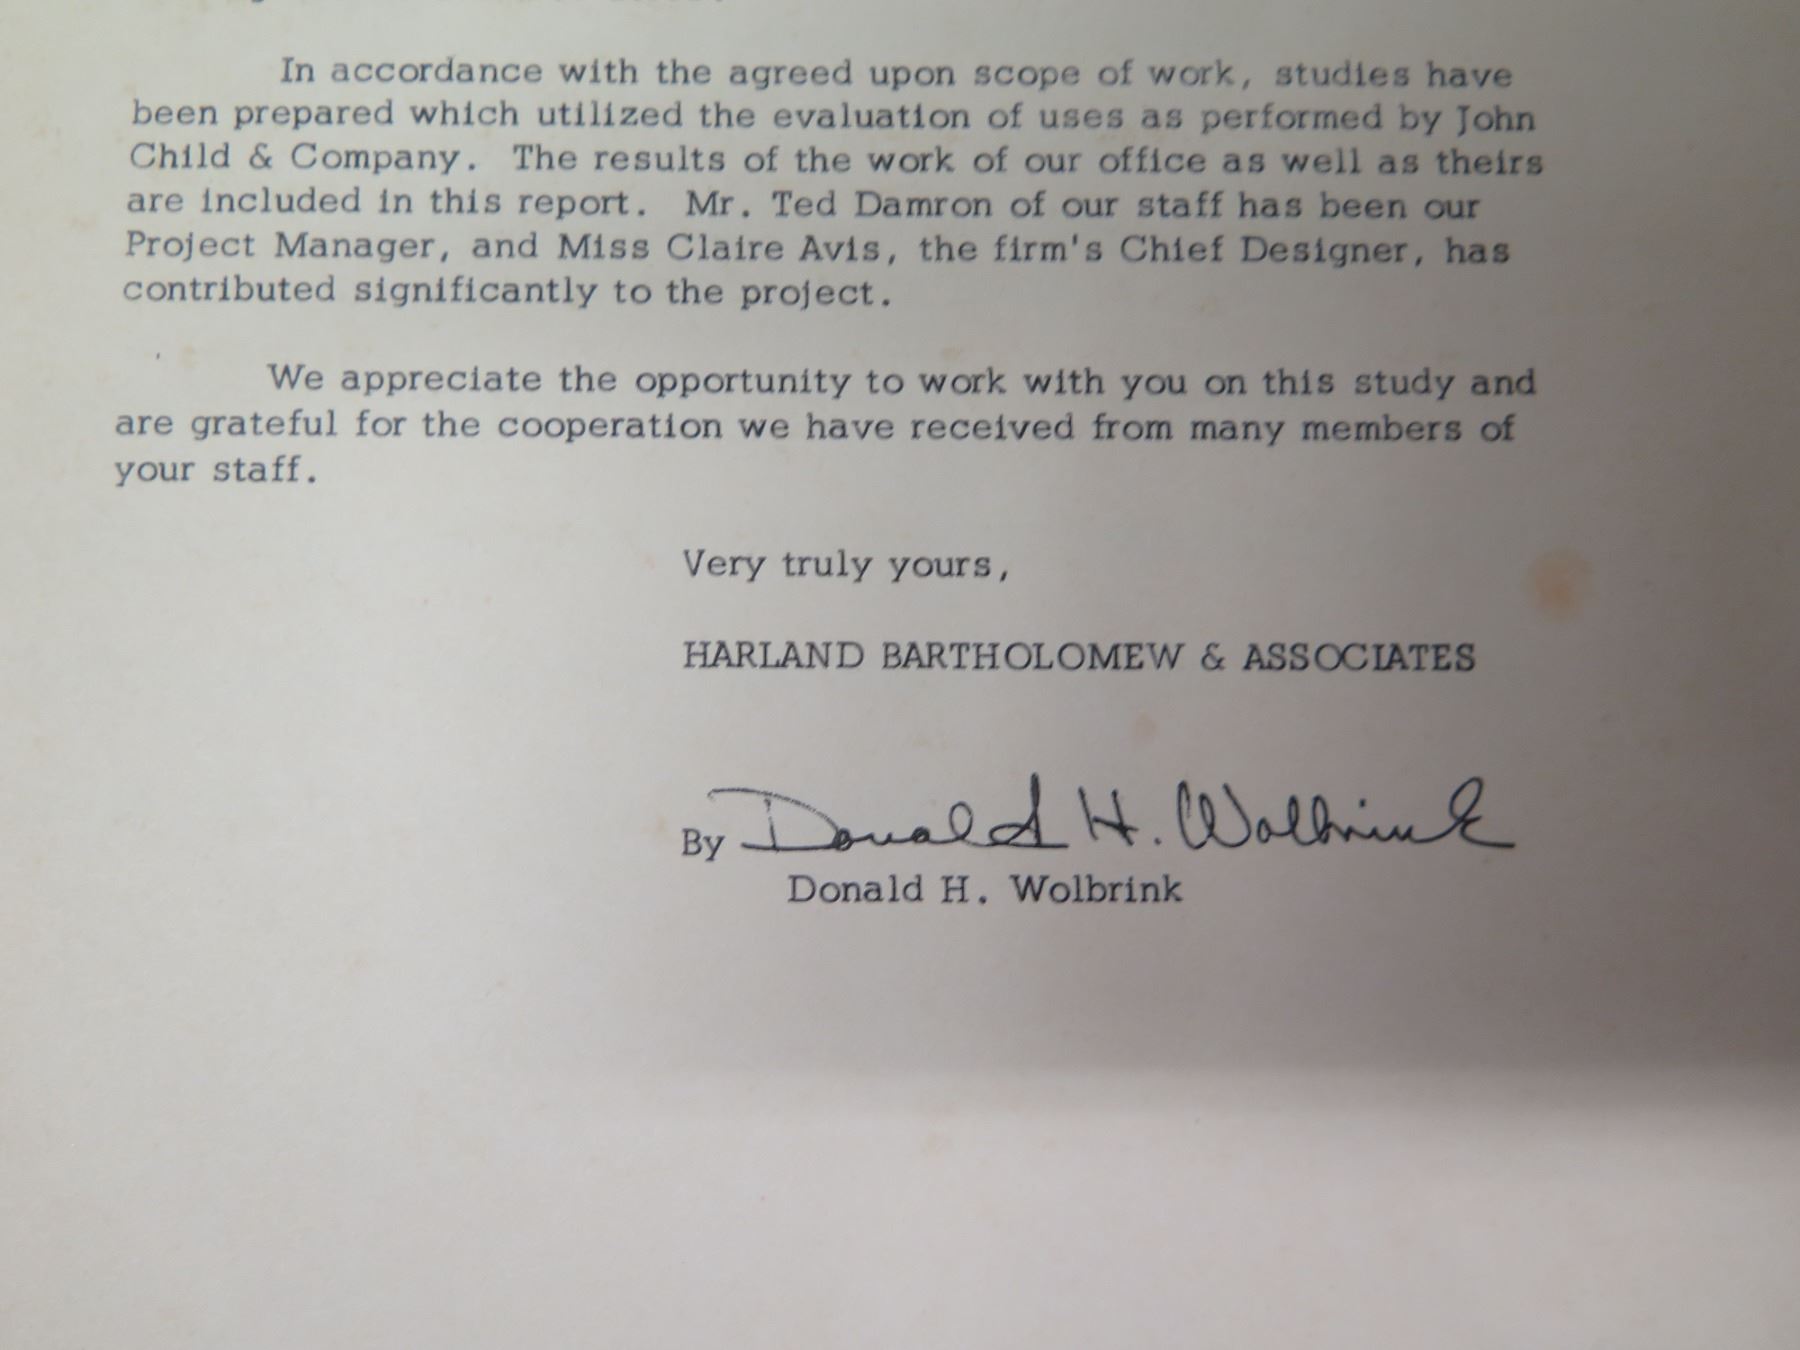 In accordance with the agreed upon scope of work, studies have
been prepared which utilized the evaluation of uses as performed by John
Child & Company. The results of the work of our office as well as theirs
are included in this report. Mr. Ted Damron of our staff has been our
Project Manager, and Miss Claire Avis, the firm's Chief Designer, has
contributed significantly to the project.
We appreciate the opportunity to work with you on this study and
are grateful for the cooperation we have received from many members of
your staff.
Very truly yours,
HARLAND BARTHOLOMEW & ASSOCIATES
By Donald H. Wolbrink
Donald H. Wolbrink